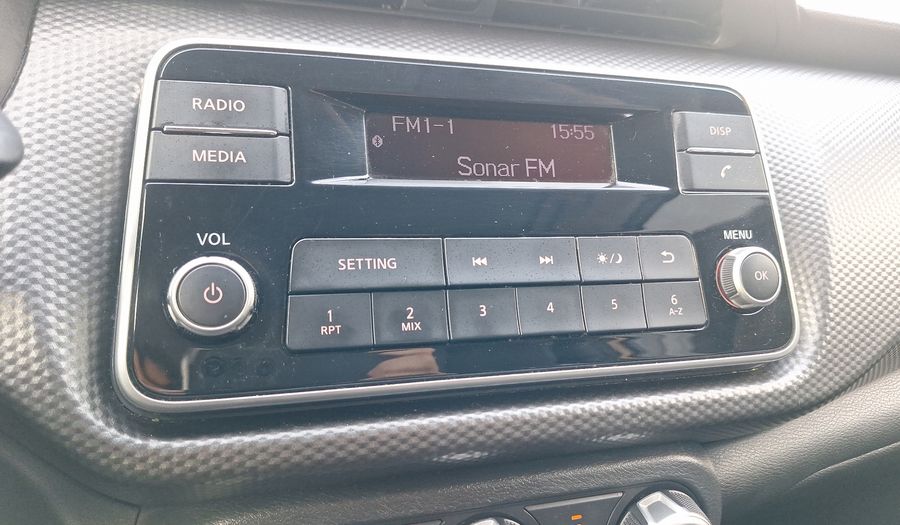 RADIO
MEDIA
FM1-1 15:55
Sonar FM
DISP
VOL
SETTING
1
RPT
2
MIX
3
4
5
6
A-Z
MENU
OK